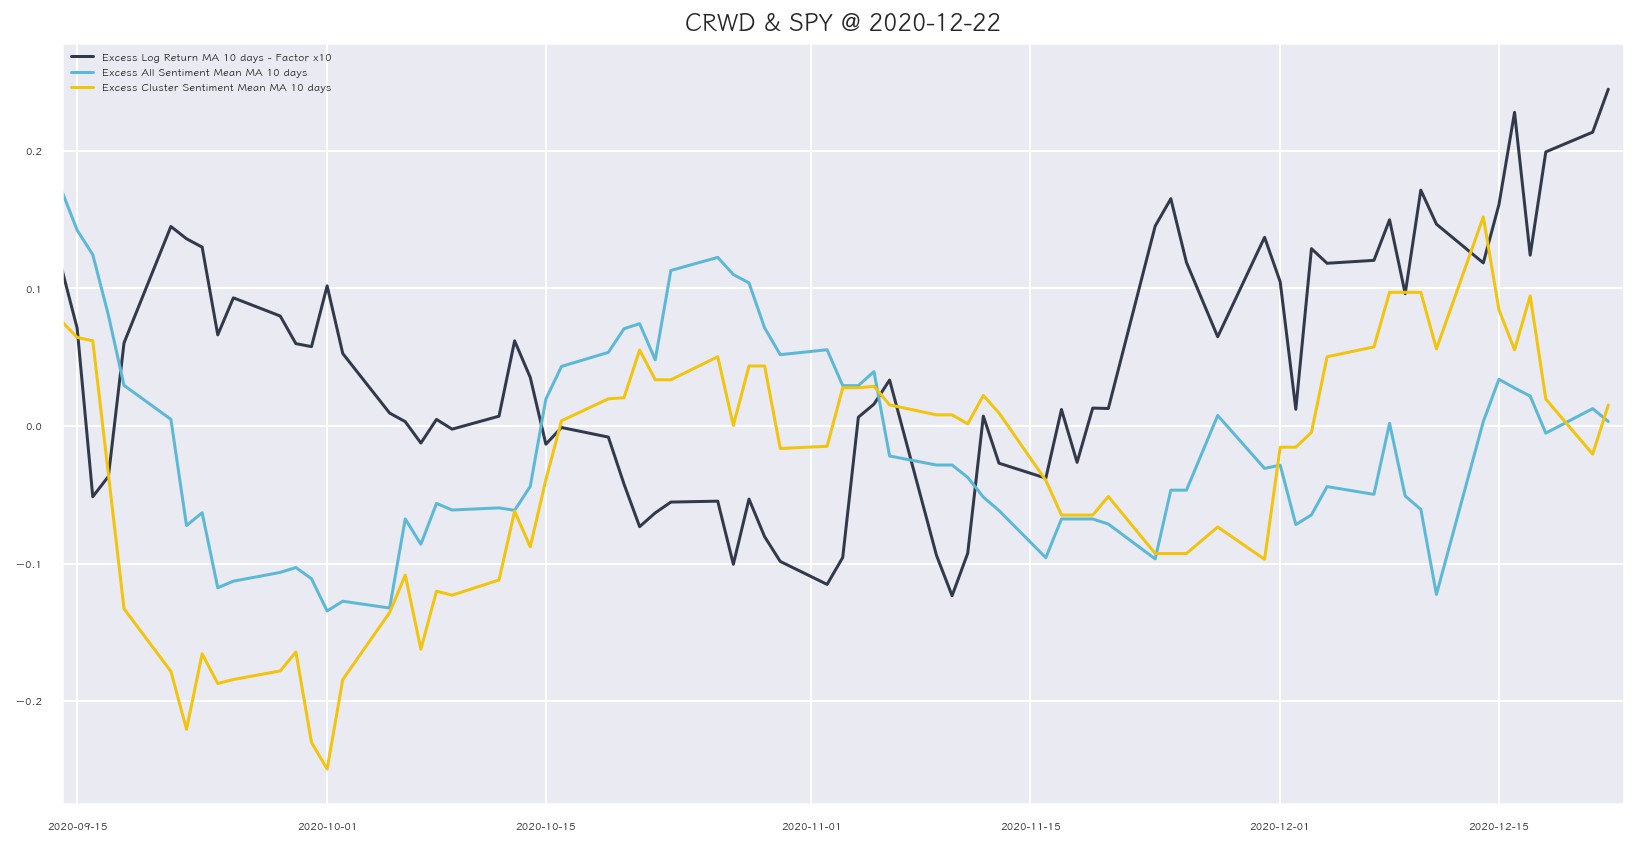 CRWD & SPY @ 2020-12-22
Excess Log Return MA 10 days - Factor x10
Excess All Sentiment Mean MA 10 days
Excess Cluster Sentiment Mean MA 10 days
0.2
0.1
0.0
−0.1
−0.2
2020-09-15 2020-10-01 2020-10-15 2020-11-01 2020-11-15 2020-12-01 2020-12-15